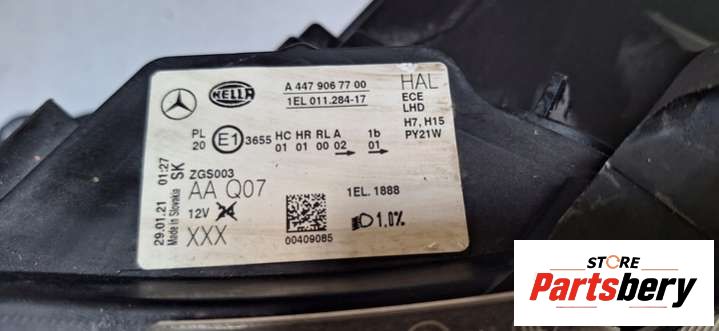 HELLA
A 447 906 77 00
1EL 011.284-17
HAL
ECE
LHD
H7, H15
PY21W
PL
20
E1
3655
HC HR RL A 1b
01 01 00 02 01
ZGS003
AA Q07
12V 24
XXX
29.01.21 01:27
Made in Slovakia SK
00409085
1EL.1888
1.0%
STORE
Partsbery